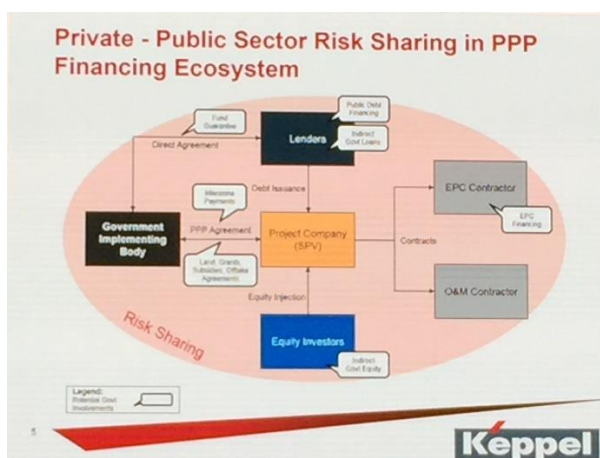 Private - Public Sector Risk Sharing in PPP
Financing Ecosystem
Fund
Guarantee
Direct Agreement
Lenders
Public Debt
Financing
Indirect
Govt Loans
Milestone
Payments
Debt Issuance
EPC Contractor
EPC
Financing
Government
Implementing
Body
PPP Agreement
Project Company
(SPV)
Contracts
Land, Grants,
Subsidies, Offtake
Agreements
Equity Injection
O&M Contractor
Risk Sharing
Equity Investors
Indirect
Govt Equity
Legend:
Potential Govt
Involvements
Keppel